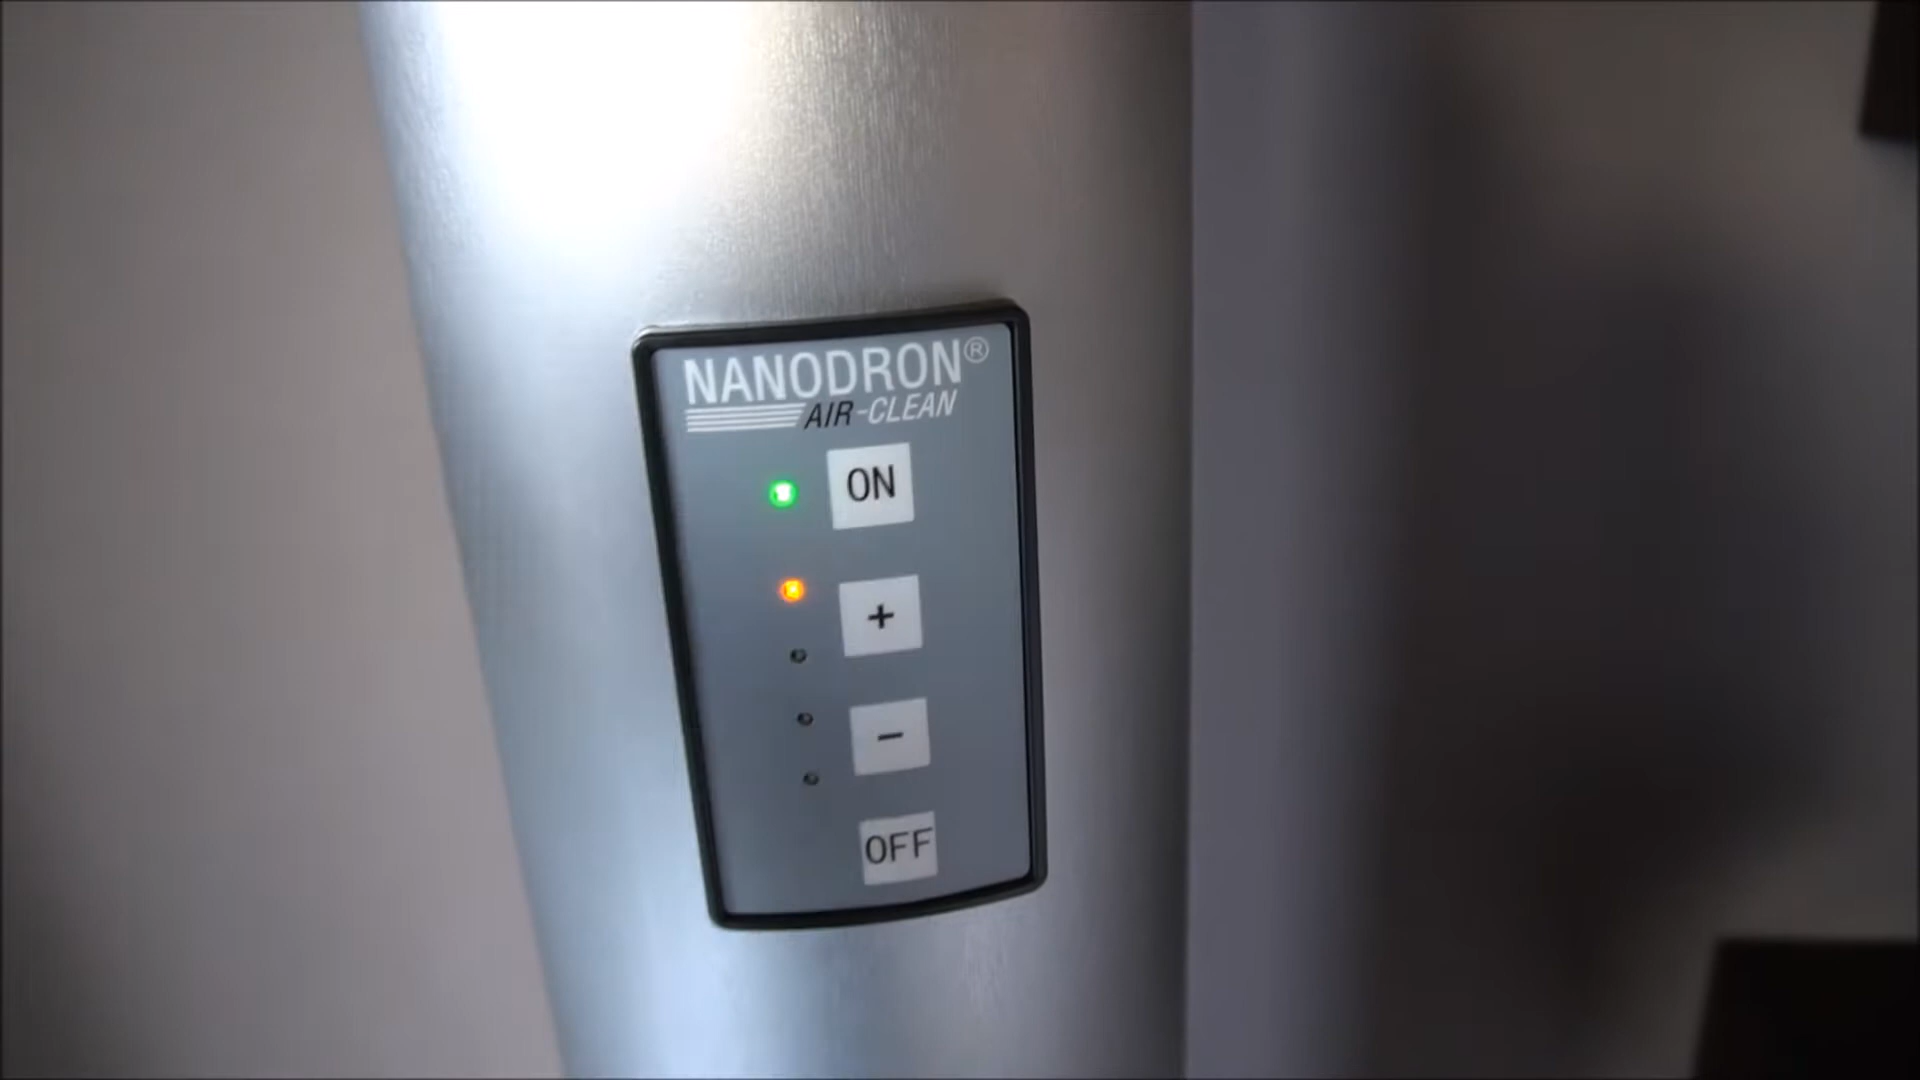 NANODRON®
AIR-CLEAN
ON
+
−
OFF